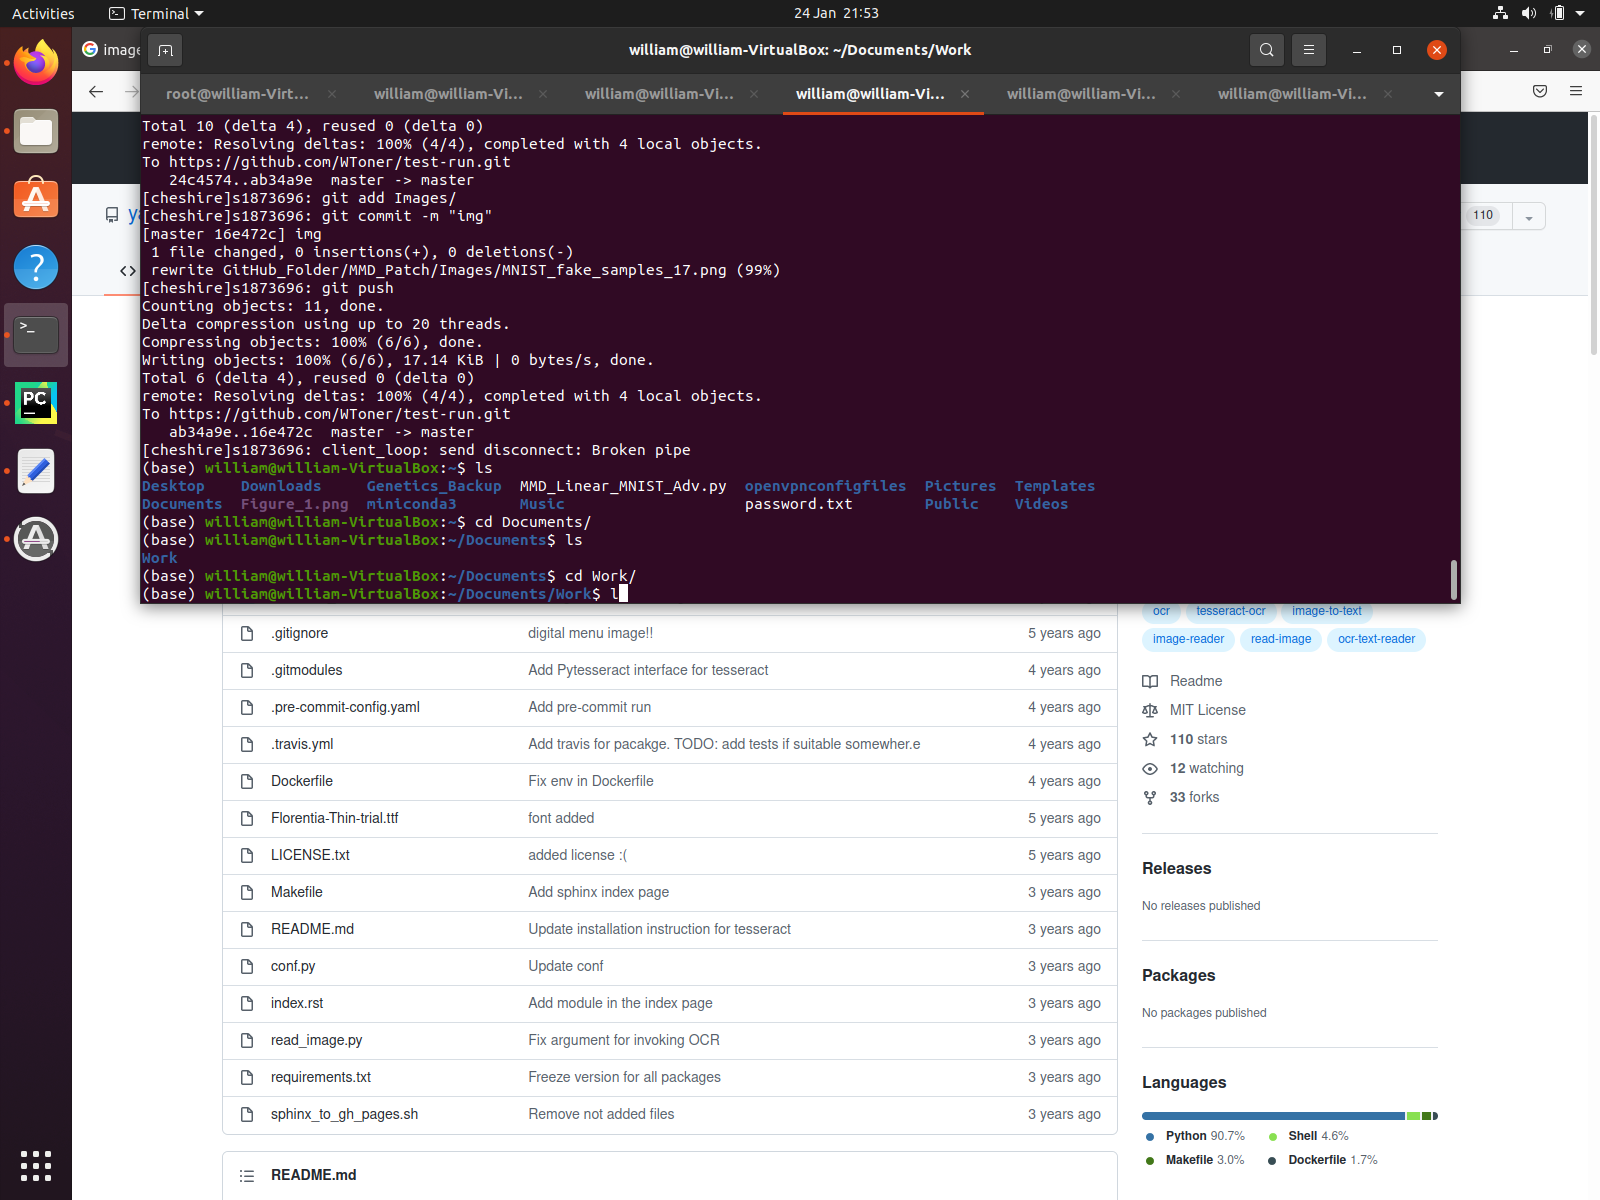 Activities
Terminal
24 Jan 21:53
image
william@william-VirtualBox: ~/Documents/Work
root@william-Virt...
william@william-Vi...
william@william-Vi...
william@william-Vi...
william@william-Vi...
william@william-Vi...
Total 10 (delta 4), reused 0 (delta 0)
remote: Resolving deltas: 100% (4/4), completed with 4 local objects.
To https://github.com/WToner/test-run.git
   24c4574..ab34a9e  master -> master
[cheshire]s1873696: git add Images/
[cheshire]s1873696: git commit -m "img"
[master 16e472c] img
 1 file changed, 0 insertions(+), 0 deletions(-)
 rewrite GitHub_Folder/MMD_Patch/Images/MNIST_fake_samples_17.png (99%)
[cheshire]s1873696: git push
Counting objects: 11, done.
Delta compression using up to 20 threads.
Compressing objects: 100% (6/6), done.
Writing objects: 100% (6/6), 17.14 KiB | 0 bytes/s, done.
Total 6 (delta 4), reused 0 (delta 0)
remote: Resolving deltas: 100% (4/4), completed with 4 local objects.
To https://github.com/WToner/test-run.git
   ab34a9e..16e472c  master -> master
[cheshire]s1873696: client_loop: send disconnect: Broken pipe
(base) william@william-VirtualBox:~$ ls
Desktop    Downloads     Genetics_Backup  MMD_Linear_MNIST_Adv.py  openvpnconfigfiles  Pictures  Templates
Documents  Figure_1.png  miniconda3       Music                    password.txt        Public    Videos
(base) william@william-VirtualBox:~$ cd Documents/
(base) william@william-VirtualBox:~/Documents$ ls
Work
(base) william@william-VirtualBox:~/Documents$ cd Work/
(base) william@william-VirtualBox:~/Documents/Work$ l
110
PC
.gitignore digital menu image!! 5 years ago
.gitmodules Add Pytesseract interface for tesseract 4 years ago
.pre-commit-config.yaml Add pre-commit run 4 years ago
.travis.yml Add travis for pacakge. TODO: add tests if suitable somewher.e 4 years ago
Dockerfile Fix env in Dockerfile 4 years ago
Florentia-Thin-trial.ttf font added 5 years ago
LICENSE.txt added license :( 5 years ago
Makefile Add sphinx index page 3 years ago
README.md Update installation instruction for tesseract 3 years ago
conf.py Update conf 3 years ago
index.rst Add module in the index page 3 years ago
read_image.py Fix argument for invoking OCR 3 years ago
requirements.txt Freeze version for all packages 3 years ago
sphinx_to_gh_pages.sh Remove not added files 3 years ago
README.md
ocr tesseract-ocr image-to-text
image-reader read-image ocr-text-reader
Readme
MIT License
110 stars
12 watching
33 forks
Releases
No releases published
Packages
No packages published
Languages
Python 90.7% Shell 4.6%
Makefile 3.0% Dockerfile 1.7%